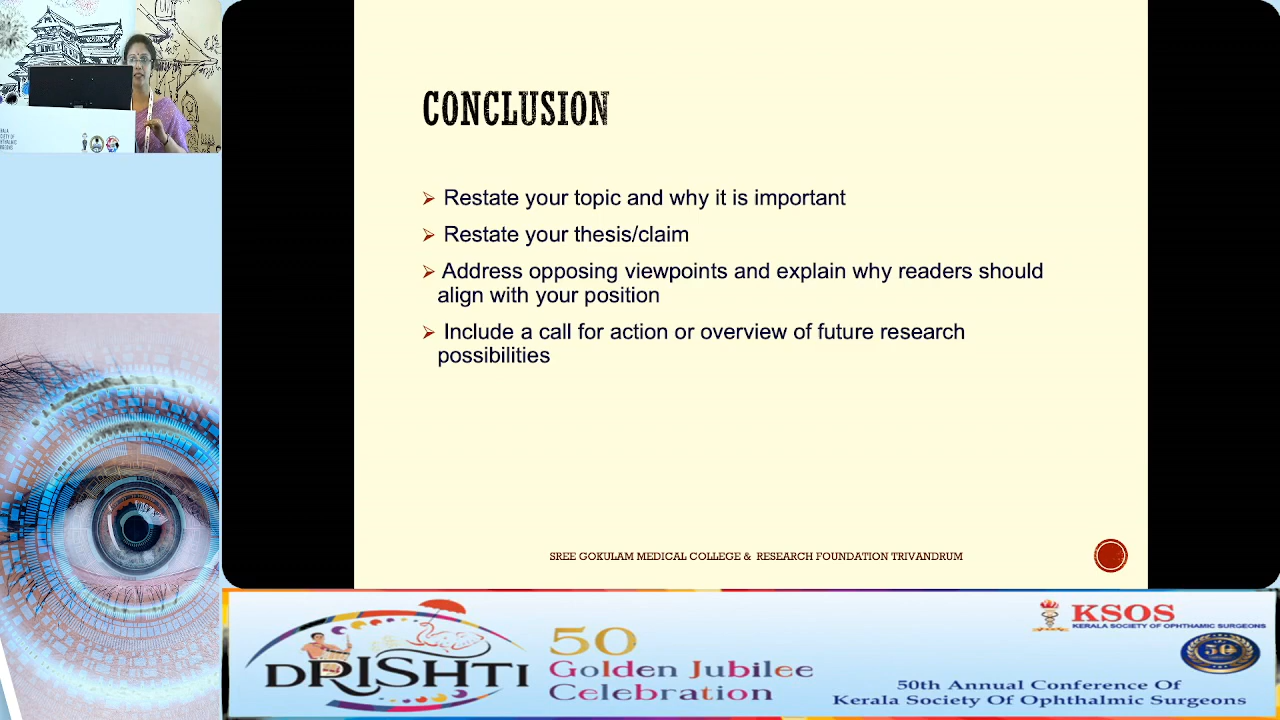 CONCLUSION
Restate your topic and why it is important
Restate your thesis/claim
Address opposing viewpoints and explain why readers should
align with your position
Include a call for action or overview of future research
possibilities
SREE GOKULAM MEDICAL COLLEGE & RESEARCH FOUNDATION TRIVANDRUM
DRISHTI
50
Golden Jubilee
Celebration
KSOS
KERALA SOCIETY OF OPHTHAMIC SURGEONS
50
50th Annual Conference Of
Kerala Society Of Ophthalmic Surgeons